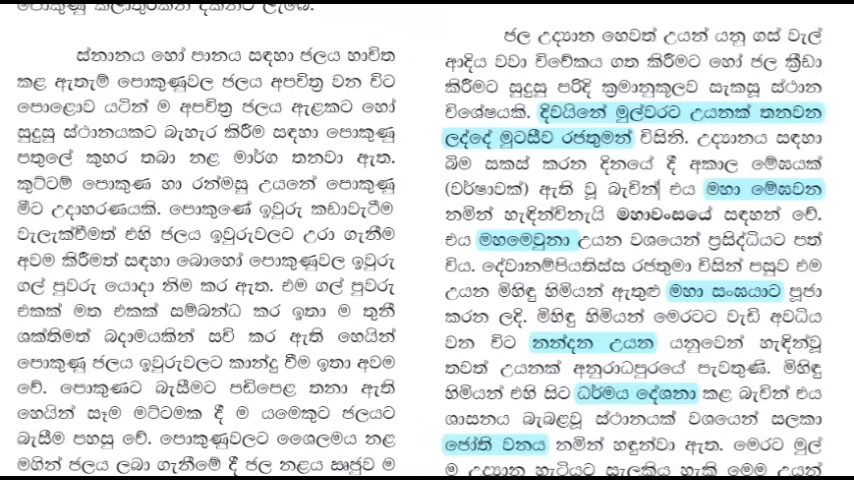 පොකුණු කලාතුරකින් දකින්නට ලැබේ.
ස්නානය හෝ පානය සඳහා ජලය භාවිත
කළ ඇතැම් පොකුණුවල ජලය අපවිත්‍ර වන විට
පොළොව යටින් ම අපවිත්‍ර ජලය ඇළකට හෝ
සුදුසු ස්ථානයකට බැහැර කිරීම සඳහා පොකුණු
පතුලේ කුහර තබා නළ මාර්ග තනවා ඇත.
කුට්ටම් පොකුණ හා රන්මසු උයනේ පොකුණු
මීට උදාහරණයකි. පොකුණේ ඉවුරු කඩාවැටීම
වැලැක්වීමත් එහි ජලය ඉවුරුවලට උරා ගැනීම
අවම කිරීමත් සඳහා බොහෝ පොකුණුවල ඉවුරු
ගල් පුවරු යොදා නිම කර ඇත. එම ගල් පුවරු
එකක් මත එකක් සම්බන්ධ කර ඉතා ම තුනී
ශක්තිමත් බදාමයකින් සවි කර ඇති හෙයින්
පොකුණු ජලය ඉවුරුවලට කාන්දු වීම ඉතා අවම
වේ. පොකුණට බැසීමට පඩිපෙළ තනා ඇති
හෙයින් සෑම මට්ටමක දී ම යමෙකුට ජලයට
බැසීම පහසු වේ. පොකුණුවලට ශෛලමය නළ
මගින් ජලය ලබා ගැනීමේ දී ජල නළය සෘජුව ම
ජල උද්‍යාන හෙවත් උයන් යනු ගස් වැල්
ආදිය වවා විවේකය ගත කිරීමට හෝ ජල ක්‍රීඩා
කිරීමට සුදුසු පරිදි ක්‍රමානුකූලව සැකසූ ස්ථාන
විශේෂයකි. දිවයිනේ මුල්වරට උයනක් තනවන
ලද්දේ මුටසීව රජතුමන් විසිනි. උද්‍යානය සඳහා
බිම සකස් කරන දිනයේ දී අකාල මේඝයක්
(වර්ෂාවක්) ඇති වූ බැවින් එය මහා මේඝවන
නමින් හැඳින්විනැයි මහාවංසයේ සඳහන් වේ.
එය මහමෙවුනා උයන වශයෙන් ප්‍රසිද්ධියට පත්
විය. දේවානම්පියතිස්ස රජතුමා විසින් පසුව එම
උයන මිහිඳු හිමියන් ඇතුළු මහා සංඝයාට පූජා
කරන ලදි. මිහිඳු හිමියන් මෙරටට වැඩි අවධිය
වන විට නන්දන උයන යනුවෙන් හැඳින්වූ
තවත් උයනක් අනුරාධපුරයේ පැවතුණි. මිහිඳු
හිමියන් එහි සිට ධර්මය දේශනා කළ බැවින් එය
ශාසනය බැබළවූ ස්ථානයක් වශයෙන් සලකා
ජෝති වනය නමින් හඳුන්වා ඇත. මෙරට මුල්
ම උද්‍යාන හැටියට සැලකිය හැකි මෙම උයන්